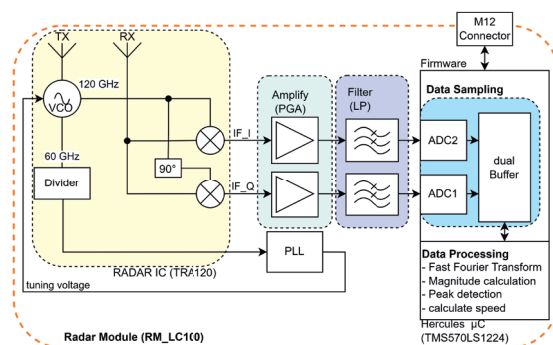 TX
RX
M12
Connector
120 GHz
VCO
60 GHz
Divider
90°
IF_I
IF_Q
Amplify
(PGA)
Filter
(LP)
Firmware
Data Sampling
ADC2
ADC1
dual
Buffer
PLL
RADAR IC (TRA120)
tuning voltage
Data Processing
- Fast Fourier Transform
- Magnitude calculation
- Peak detection
- calculate speed
Hercules µC
(TMS570LS1224)
Radar Module (RM_LC100)